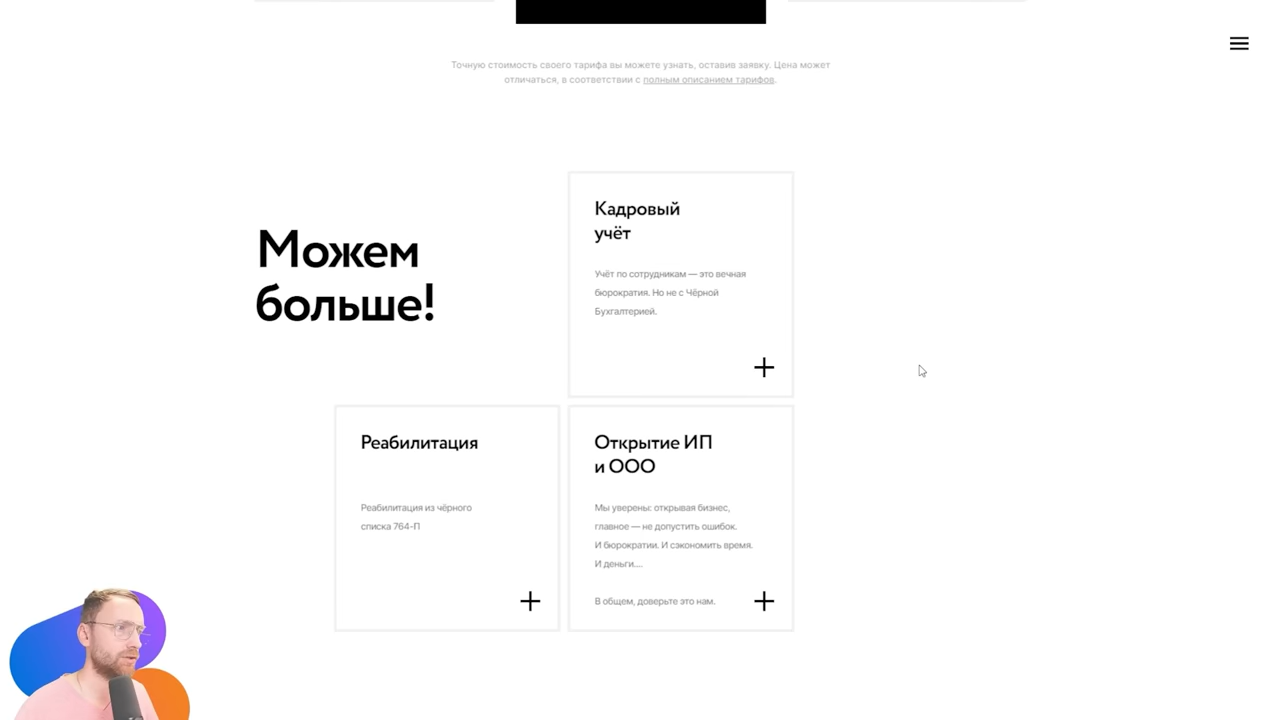 Точную стоимость своего тарифа вы можете узнать, оставив заявку. Цена может
отличаться, в соответствии с полным описанием тарифов.
Можем
больше!
Кадровый
учёт
Учёт по сотрудникам — это вечная
бюрократия. Но не с Чёрной
Бухгалтерией.
Реабилитация
Реабилитация из чёрного
списка 764-П
Открытие ИП
и ООО
Мы уверены: открывая бизнес,
главное — не допустить ошибок.
И бюрократии. И сэкономить время.
И деньги....
В общем, доверьте это нам.